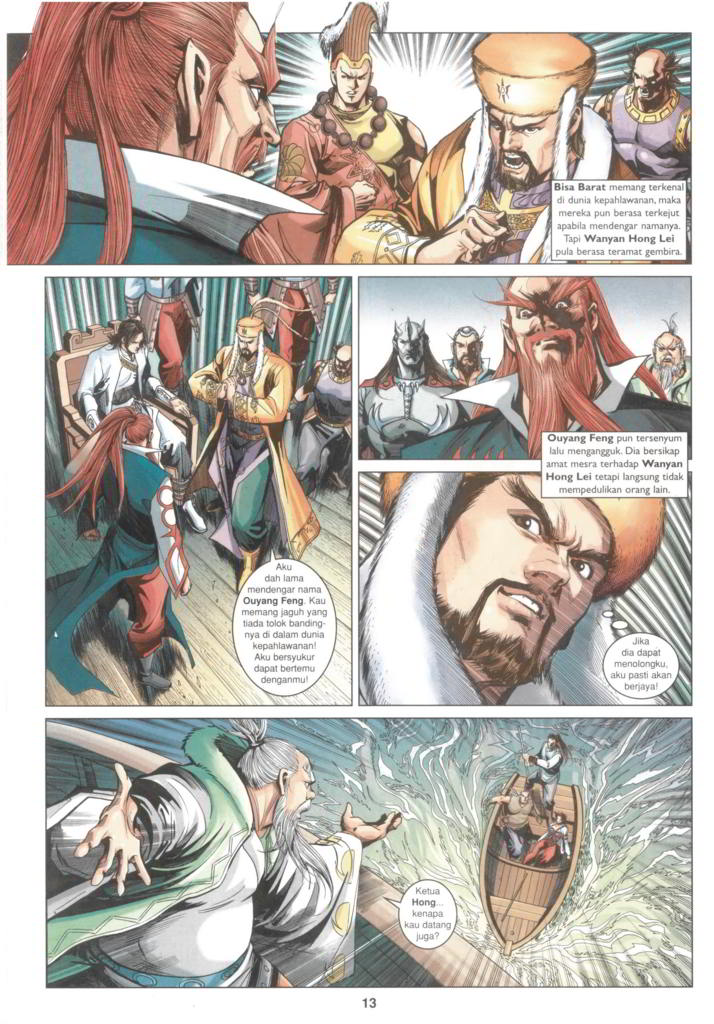 Bisa Barat memang terkenal
di dunia kepahlawanan, maka
mereka pun berasa terkejut
apabila mendengar namanya.
Tapi Wanyan Hong Lei
pula berasa teramat gembira.
Aku
dah lama
mendengar nama
Ouyang Feng. Kau
memang jaguh yang
tiada tolok banding-
nya di dalam dunia
kepahlawanan!
Aku bersyukur
dapat bertemu
denganmu!
Ouyang Feng pun tersenyum
lalu mengangguk. Dia bersikap
amat mesra terhadap Wanyan
Hong Lei tetapi langsung tidak
mempedulikan orang lain.
Jika
dia dapat
menolongku,
aku pasti akan
berjaya!
Ketua
Hong...
kenapa
kau datang
juga?
13